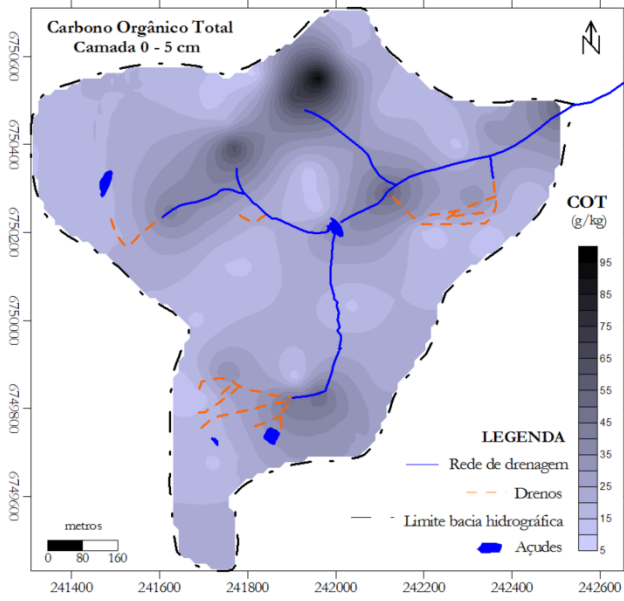 Carbono Orgânico Total
Camada 0 - 5 cm
N
6750000
6750400
6750200
6750000
6749800
6749000
COT
(g/kg)
95
85
75
65
55
45
35
25
15
5
LEGENDA
Rede de drenagem
Drenos
Limite bacia hidrográfica
Açudes
metros
0 80 160
241400 241600 241800 242000 242200 242400 242600